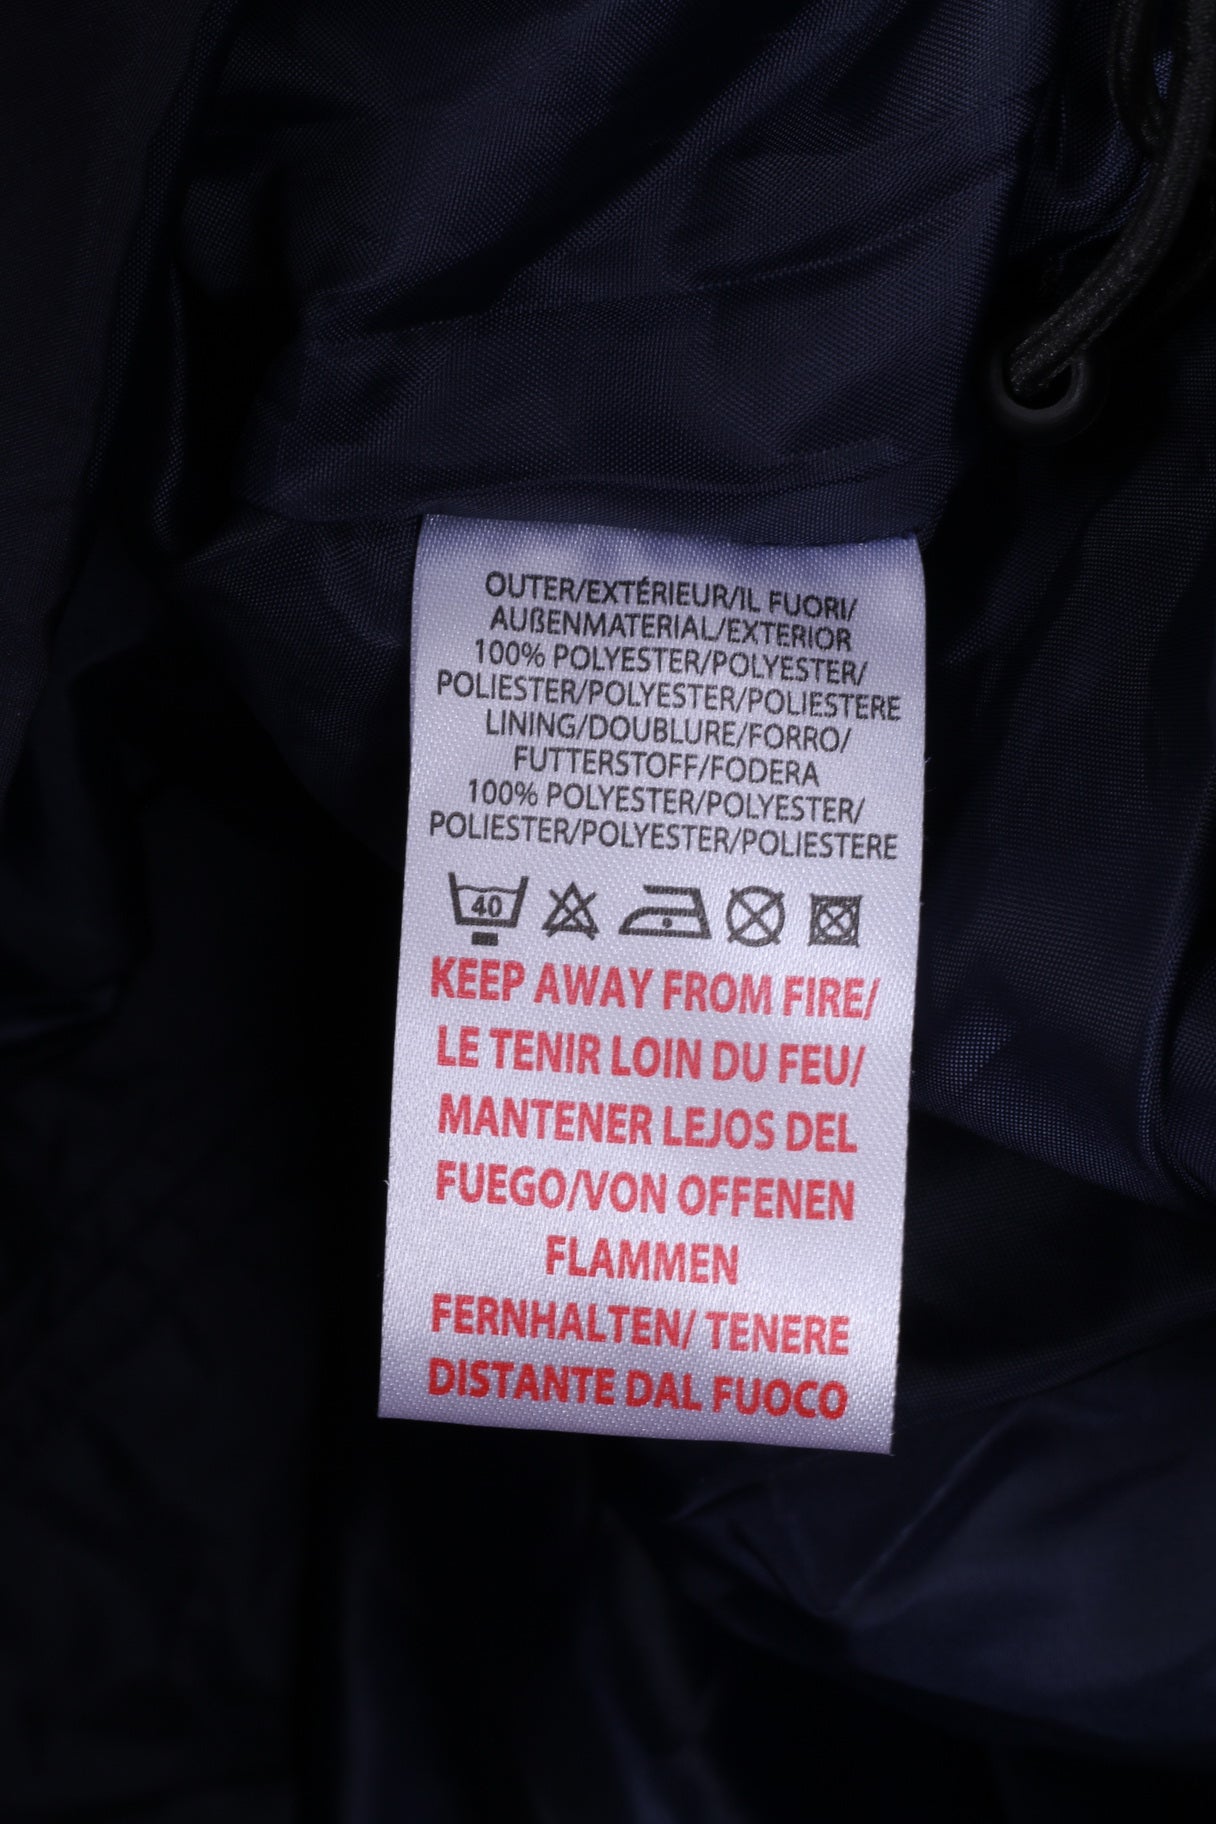 OUTER/EXTÉRIEUR/IL FUORI/
AUßENMATERIAL/EXTERIOR
100% POLYESTER/POLYESTER/
POLIESTER/POLYESTER/POLIESTERE
LINING/DOUBLURE/FORRO/
FUTTERSTOFF/FODERA
100% POLYESTER/POLYESTER/
POLIESTER/POLYESTER/POLIESTERE
40
KEEP AWAY FROM FIRE/
LE TENIR LOIN DU FEU/
MANTENER LEJOS DEL
FUEGO/VON OFFENEN
FLAMMEN
FERNHALTEN/ TENERE
DISTANTE DAL FUOCO